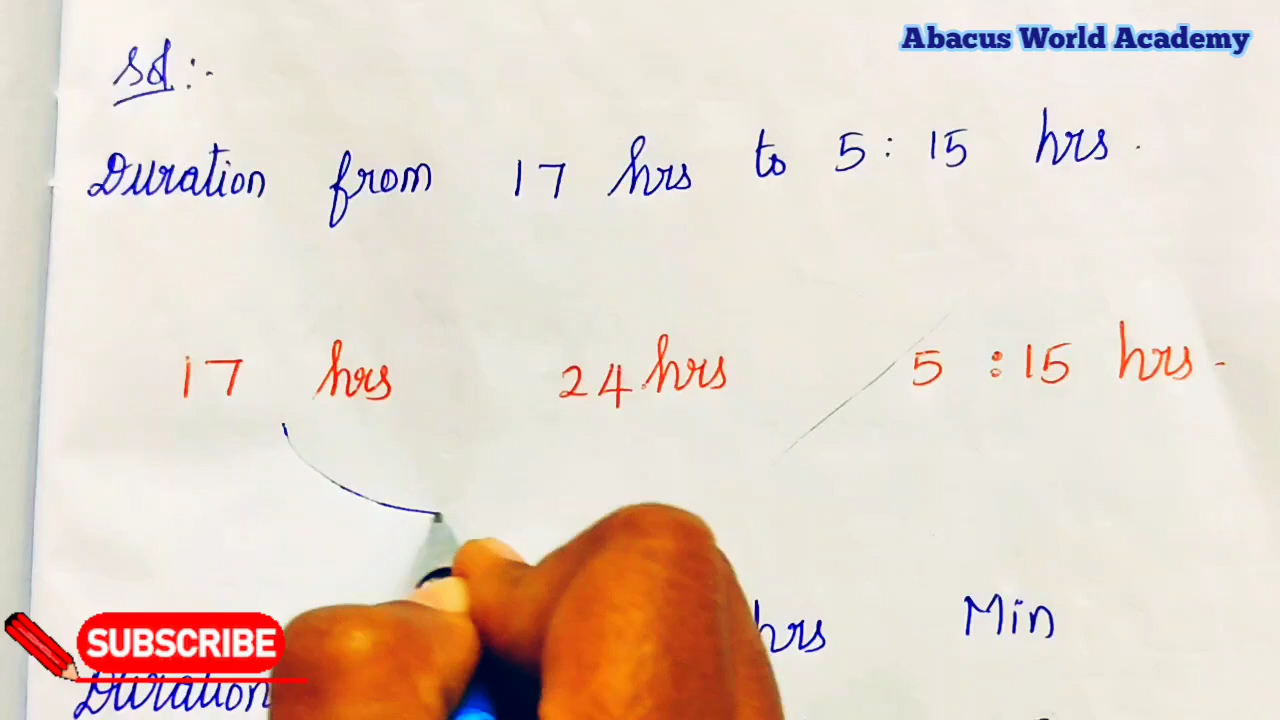 Abacus World Academy
Sol:-
Duration from 17 hrs to 5:15 hrs.
17 hrs 24 hrs 5 :15 hrs.
hrs Min
SUBSCRIBE
Duration